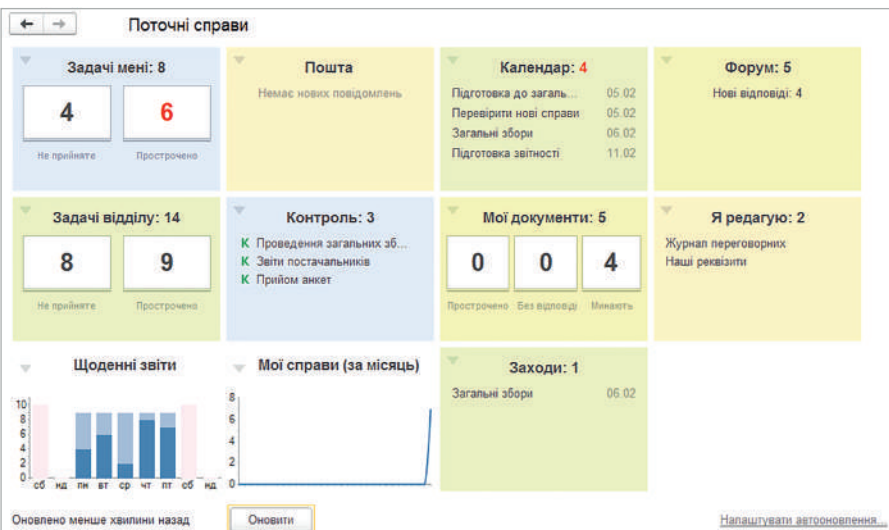 Поточні справи
Задачі мені: 8
4
6
Не прийняте
Прострочено
Пошта
Немає нових повідомлень
Календар: 4
Підготовка до загаль... 05.02
Перевірити нові справи 05.02
Загальні збори 06.02
Підготовка звітності 11.02
Форум: 5
Нові відповіді: 4
Задачі відділу: 14
8
9
Не прийняте
Прострочено
Контроль: 3
К Проведення загальних зб...
К Звіти постачальників
К Прийом анкет
Мої документи: 5
0
0
4
Прострочено
Без відповіді
Минають
Я редагую: 2
Журнал переговорних
Наші реквізити
Щоденні звіти
10
8
6
4
2
0
сб нд пн вт ср чт пт сб нд
Мої справи (за місяць)
8
6
4
2
0
Заходи: 1
Загальні збори 06.02
Оновлено менше хвилини назад
Оновити
Налаштувати автооновлення...